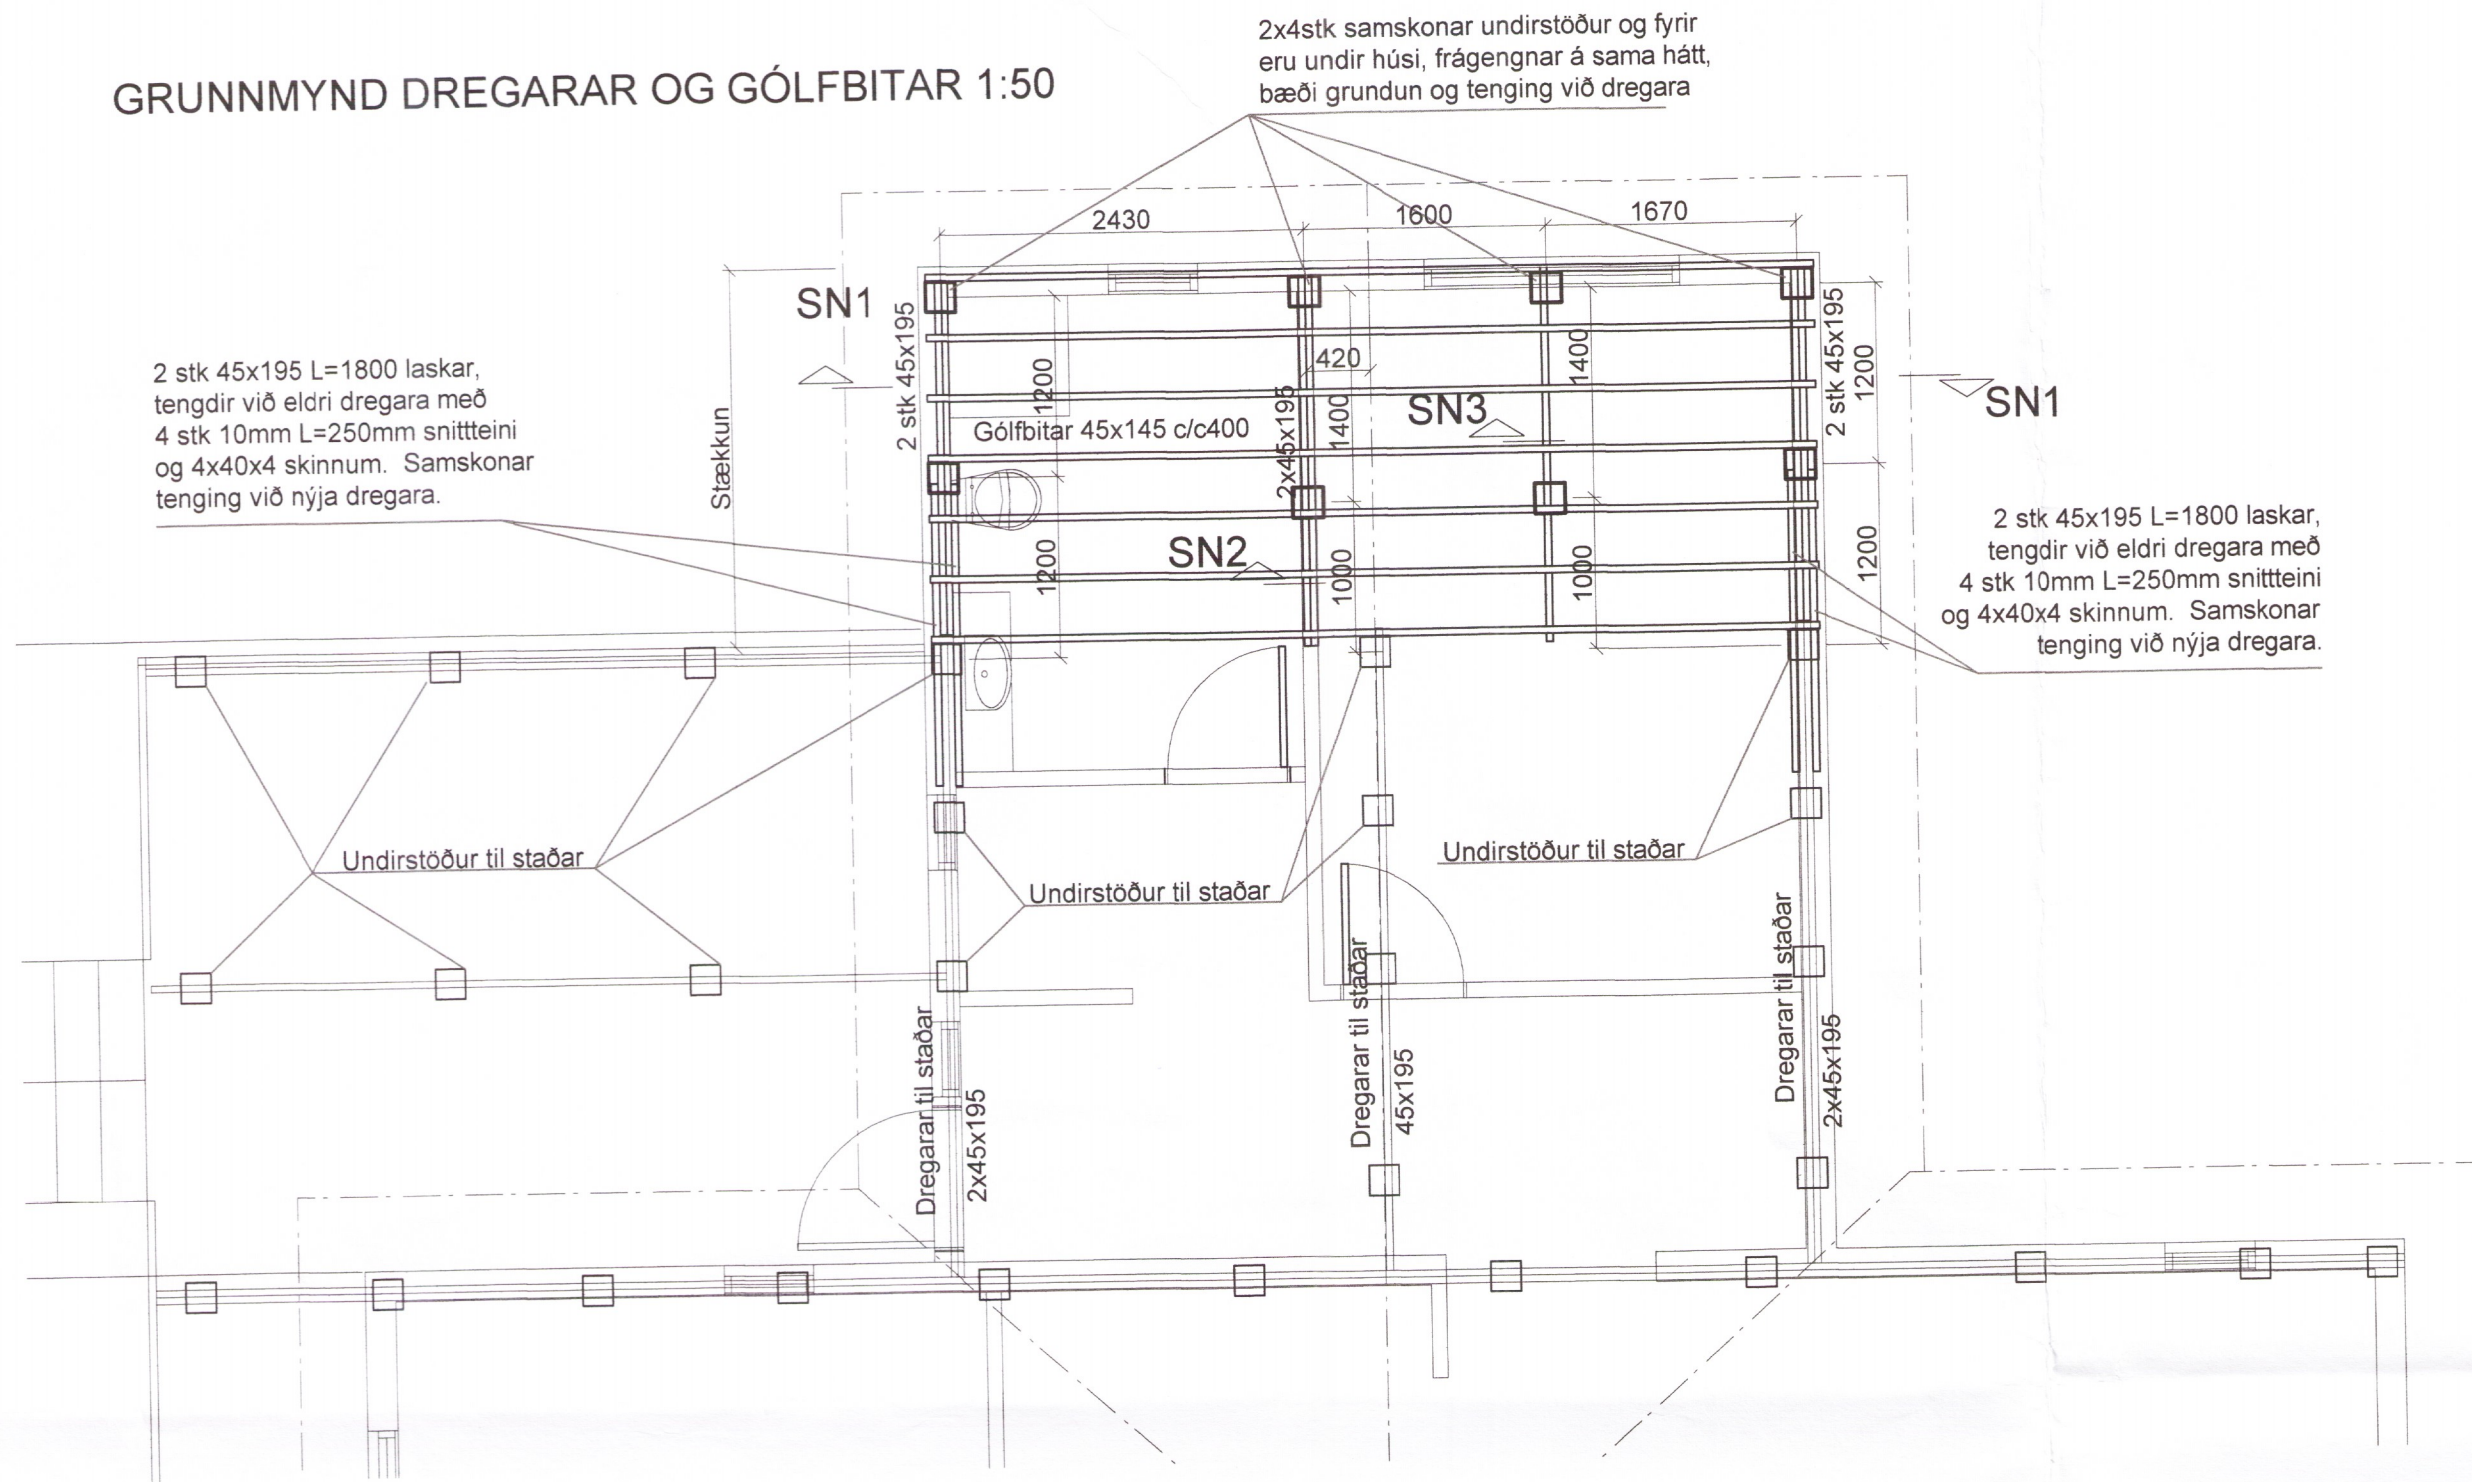 GRUNNMYND DREGARAR OG GÓLFBITAR 1:50
2x4stk samskonar undirstöður og fyrir
eru undir húsi, frágengnar á sama hátt,
bæði grundun og tenging við dregara
2430
1600
1670
SN1
2 stk 45x195
2 stk 45x195
1200
SN1
2 stk 45x195 L=1800 laskar,
tengdir við eldri dregara með
4 stk 10mm L=250mm snittteini
og 4x40x4 skinnum. Samskonar
tenging við nýja dregara.
Stækkun
1200
420
1400
1400
SN3
Gólfbitar 45x145 c/c400
2x45x195
SN2
1200
1000
1000
1200
2 stk 45x195 L=1800 laskar,
tengdir við eldri dregara með
4 stk 10mm L=250mm snittteini
og 4x40x4 skinnum. Samskonar
tenging við nýja dregara.
Undirstöður til staðar
Undirstöður til staðar
Undirstöður til staðar
Dregarar til staðar
2x45x195
Dregarar til staðar
45x195
Dregarar til staðar
2x45x195